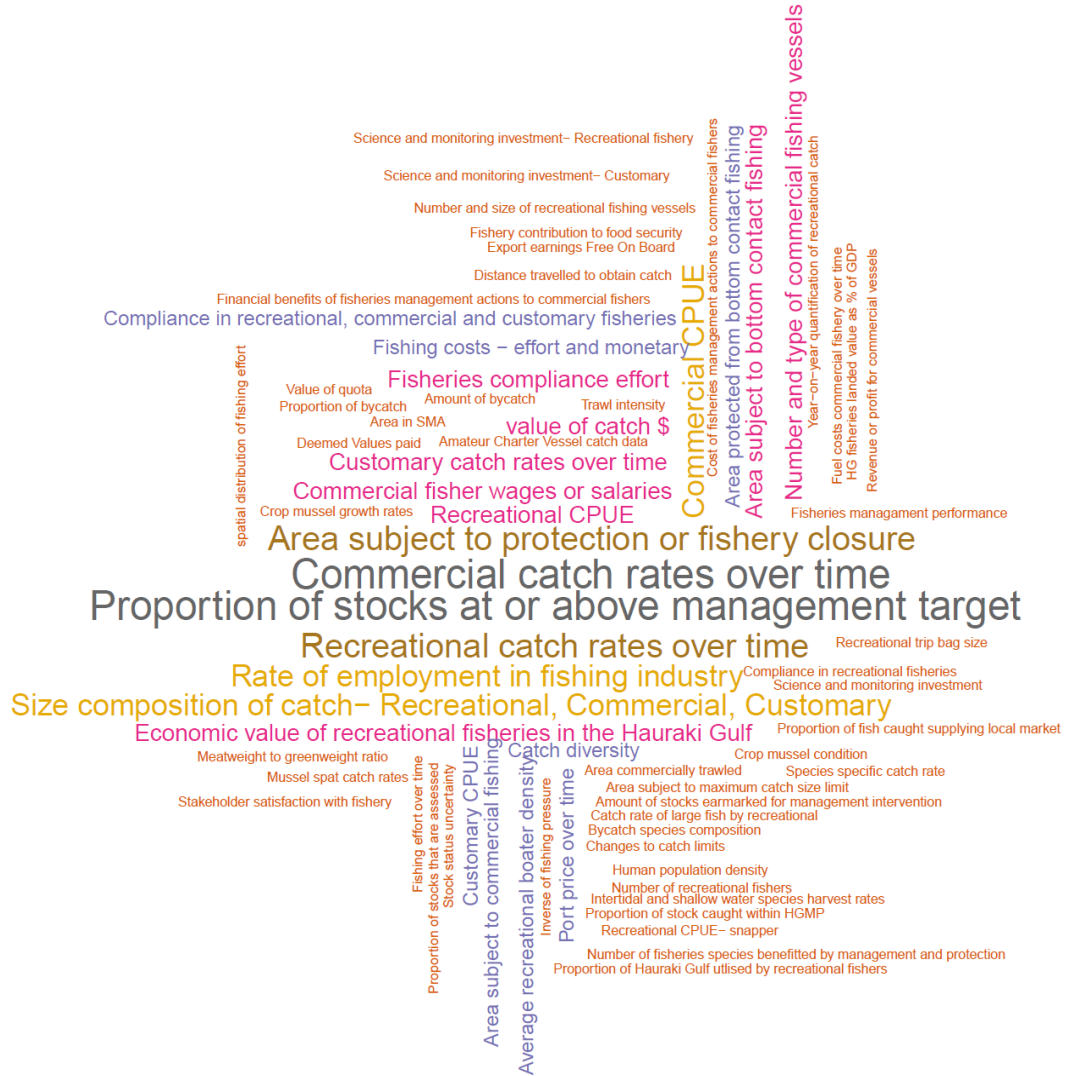 Number and type of commercial fishing vessels
Science and monitoring investment− Recreational fishery
Cost of fisheries management actions to commercial fishers
Area protected from bottom contact fishing
Area subject to bottom contact fishing
Year−on−year quantification of recreational catch
Science and monitoring investment− Customary
Number and size of recreational fishing vessels
Fishery contribution to food security
Export earnings Free On Board
Fuel costs commercial fishery over time
HG fisheries landed value as % of GDP
Revenue or profit for commercial vessels
Distance travelled to obtain catch
Commercial CPUE
Financial benefits of fisheries management actions to commercial fishers
Compliance in recreational, commercial and customary fisheries
Fishing costs − effort and monetary
spatial distribution of fishing effort
Fisheries compliance effort
Value of quota
Amount of bycatch
Proportion of bycatch
Trawl intensity
Area in SMA
value of catch $
Deemed Values paid
Amateur Charter Vessel catch data
Customary catch rates over time
Commercial fisher wages or salaries
Crop mussel growth rates
Recreational CPUE
Fisheries managament performance
Area subject to protection or fishery closure
Commercial catch rates over time
Proportion of stocks at or above management target
Recreational catch rates over time
Recreational trip bag size
Rate of employment in fishing industry
Compliance in recreational fisheries
Science and monitoring investment
Size composition of catch− Recreational, Commercial, Customary
Economic value of recreational fisheries in the Hauraki Gulf
Proportion of fish caught supplying local market
Catch diversity
Meatweight to greenweight ratio
Crop mussel condition
Mussel spat catch rates
Area commercially trawled
Species specific catch rate
Area subject to maximum catch size limit
Stakeholder satisfaction with fishery
Amount of stocks earmarked for management intervention
Catch rate of large fish by recreational
Bycatch species composition
Changes to catch limits
Fishing effort over time
Proportion of stocks that are assessed
Stock status uncertainty
Customary CPUE
Area subject to commercial fishing
Average recreational boater density
Inverse of fishing pressure
Port price over time
Human population density
Number of recreational fishers
Intertidal and shallow water species harvest rates
Proportion of stock caught within HGMP
Recreational CPUE− snapper
Number of fisheries species benefitted by management and protection
Proportion of Hauraki Gulf utlised by recreational fishers